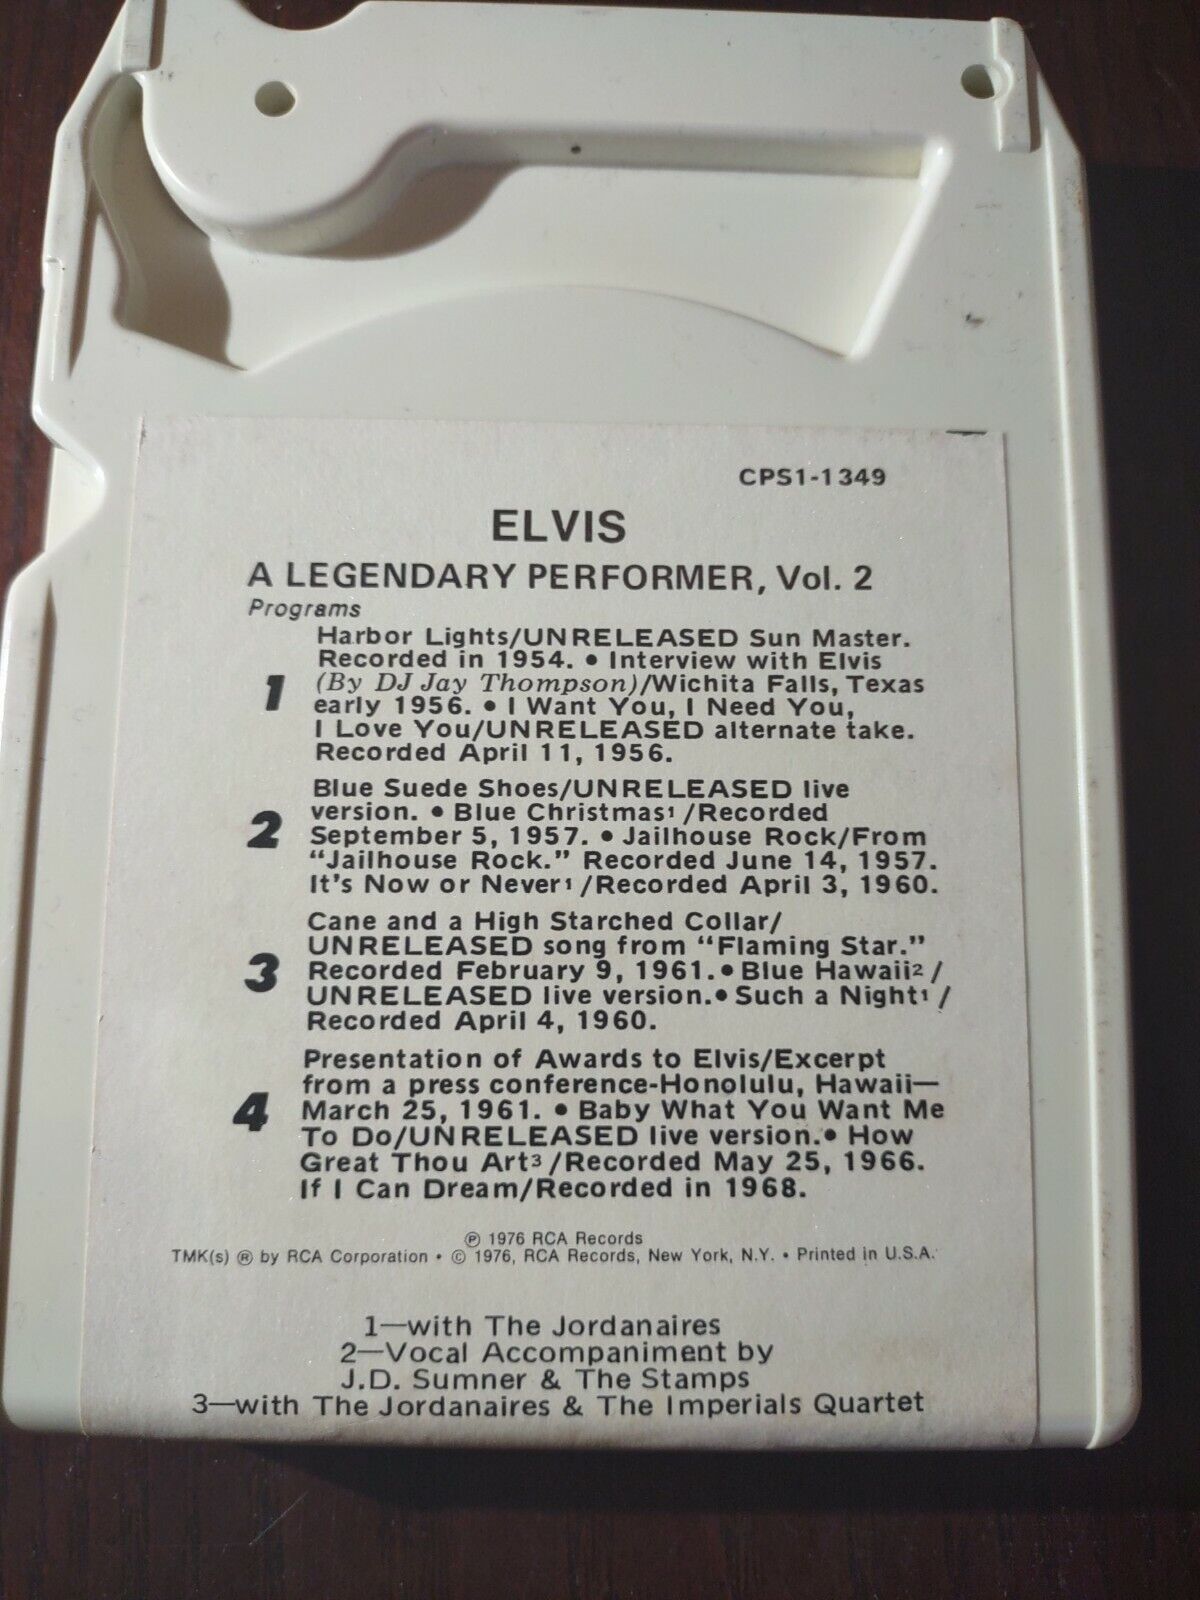 CPS1-1349
ELVIS
A LEGENDARY PERFORMER, Vol. 2
Programs
1
Harbor Lights/UNRELEASED Sun Master.
Recorded in 1954. • Interview with Elvis
(By DJ Jay Thompson)/Wichita Falls, Texas
early 1956. • I Want You, I Need You,
I Love You/UNRELEASED alternate take.
Recorded April 11, 1956.
2
Blue Suede Shoes/UNRELEASED live
version. • Blue Christmas¹/Recorded
September 5, 1957. • Jailhouse Rock/From
“Jailhouse Rock.” Recorded June 14, 1957.
It's Now or Never¹/Recorded April 3, 1960.
3
Cane and a High Starched Collar/
UNRELEASED song from “Flaming Star.”
Recorded February 9, 1961. • Blue Hawaii²/
UNRELEASED live version. • Such a Night¹/
Recorded April 4, 1960.
4
Presentation of Awards to Elvis/Excerpt
from a press conference-Honolulu, Hawaii—
March 25, 1961. • Baby What You Want Me
To Do/UNRELEASED live version. • How
Great Thou Art³/Recorded May 25, 1966.
If I Can Dream/Recorded in 1968.
℗ 1976 RCA Records
TMK(s) ® by RCA Corporation • © 1976, RCA Records, New York, N.Y. • Printed in U.S.A.
1—with The Jordanaires
2—Vocal Accompaniment by
J.D. Sumner & The Stamps
3—with The Jordanaires & The Imperials Quartet